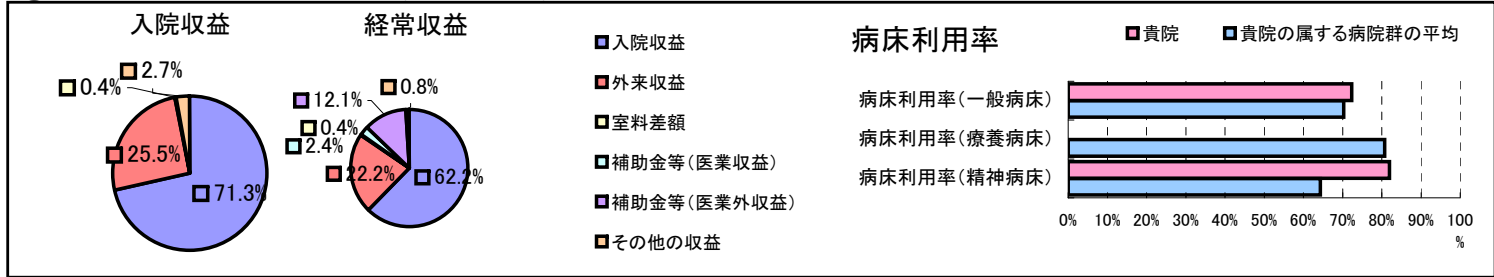 入院収益
2.7%
0.4%
25.5%
71.3%
経常収益
0.8%
12.1%
0.4%
2.4%
22.2%
62.2%
入院収益
外来収益
室料差額
補助金等(医業収益)
補助金等(医業外収益)
その他の収益
病床利用率
貴院
貴院の属する病院群の平均
病床利用率(一般病床)
病床利用率(療養病床)
病床利用率(精神病床)
0% 10% 20% 30% 40% 50% 60% 70% 80% 90% 100
%